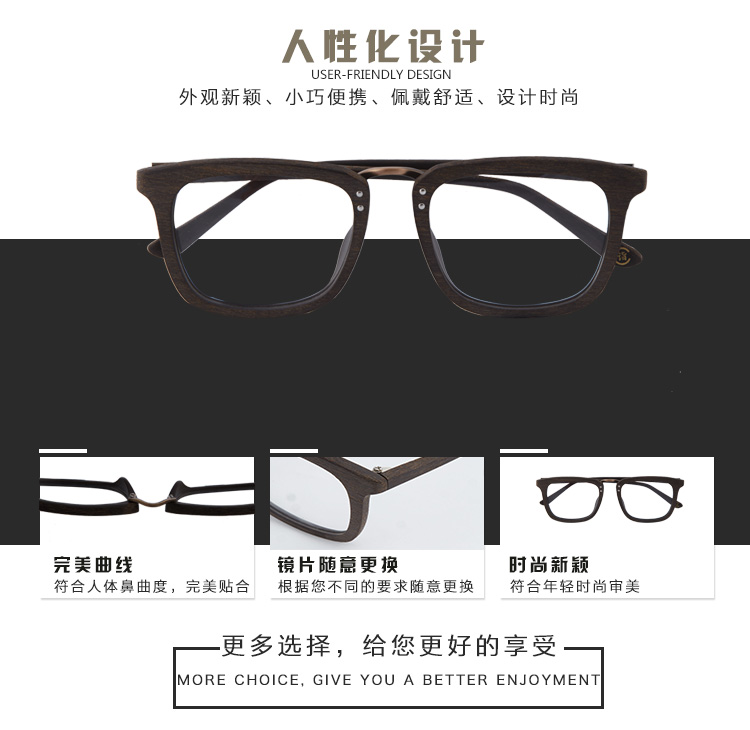 人性化设计
USER-FRIENDLY DESIGN
外观新颖、小巧便携、佩戴舒适、设计时尚
完美曲线
符合人体鼻曲度，完美贴合
镜片随意更换
根据您不同的要求随意更换
时尚新颖
符合年轻时尚审美
更多选择，给您更好的享受
MORE CHOICE, GIVE YOU A BETTER ENJOYMENT